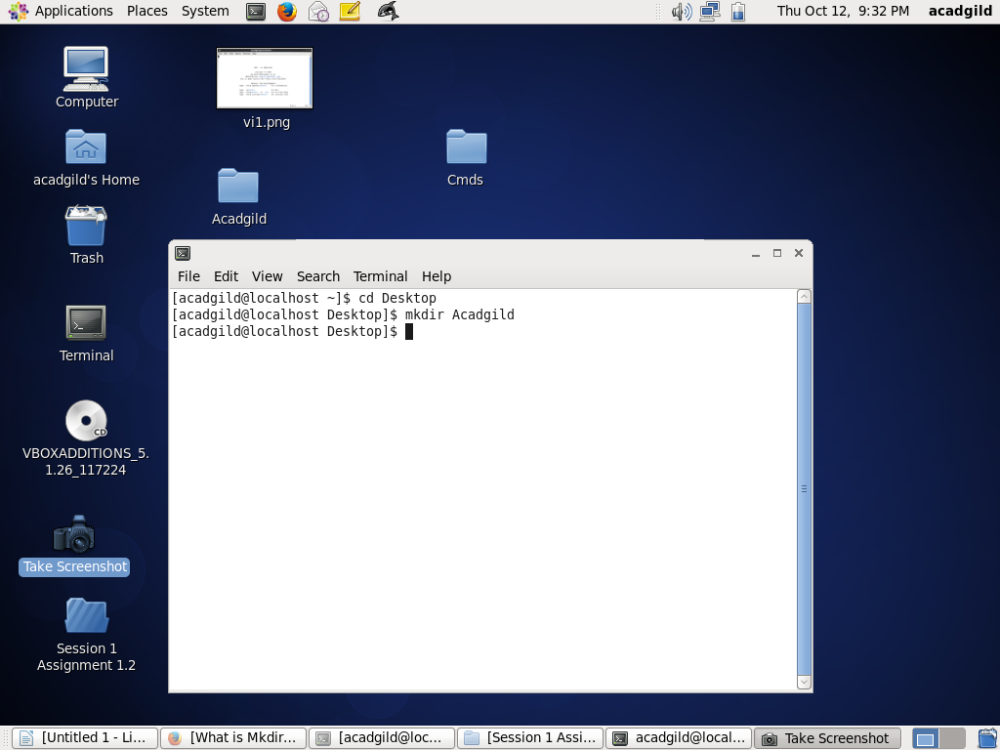 Applications Places System
Thu Oct 12, 9:32 PM acadgild
Computer
vi1.png
acadgild's Home
Cmds
Acadgild
Trash
File Edit View Search Terminal Help
[acadgild@localhost ~]$ cd Desktop
[acadgild@localhost Desktop]$ mkdir Acadgild
[acadgild@localhost Desktop]$
Terminal
CD
VBOXADDITIONS_5.
1.26_117224
Take Screenshot
Session 1
Assignment 1.2
[Untitled 1 - Li... [What is Mkdir... [acadgild@loc... [Session 1 Assi... acadgild@local... Take Screenshot